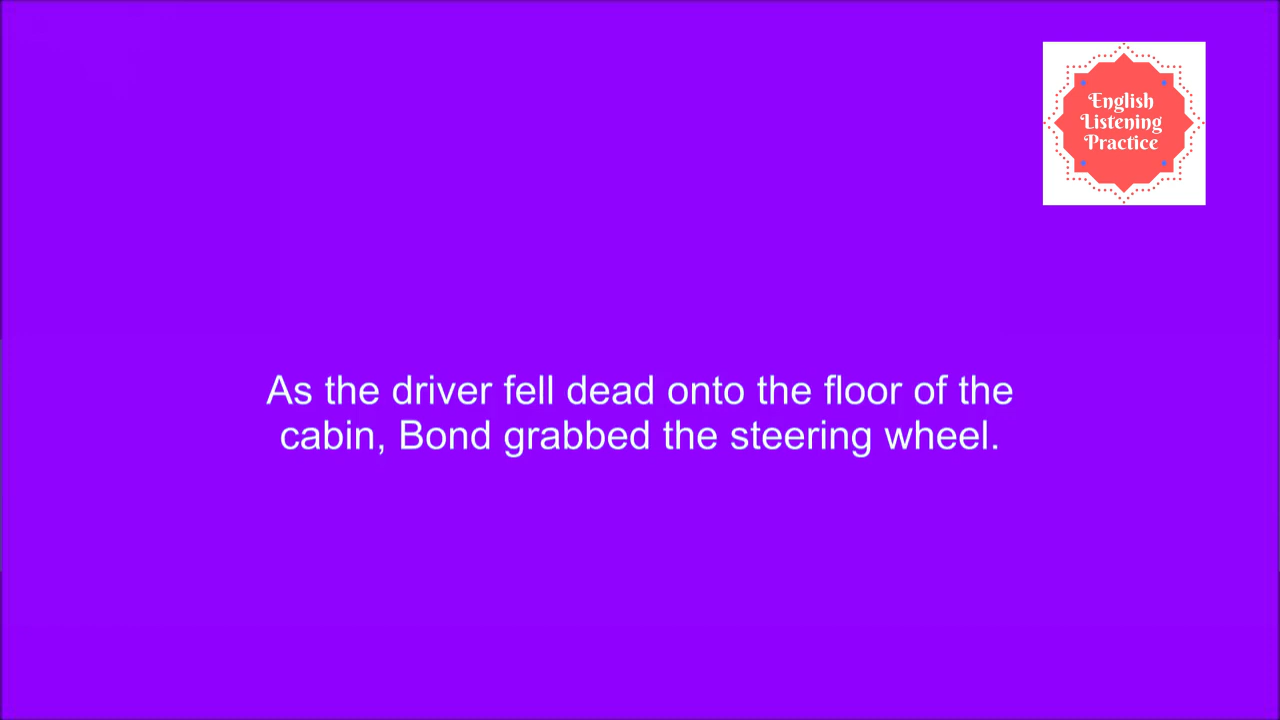 English
Listening
Practice
As the driver fell dead onto the floor of the
cabin, Bond grabbed the steering wheel.